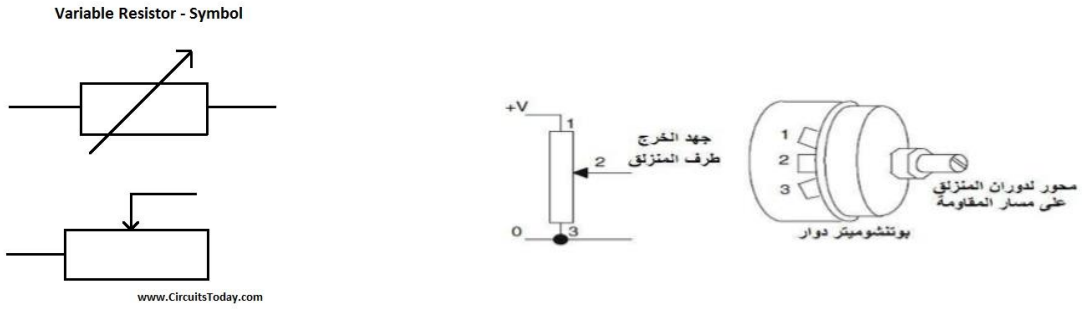 Variable Resistor - Symbol
www.CircuitsToday.com
+V
1
جهد الخرج
طرف المنزلق
2
0
3
1
2
3
محور لدوران المنزلق
على مسار المقاومة
بوتنشوميتر دوار